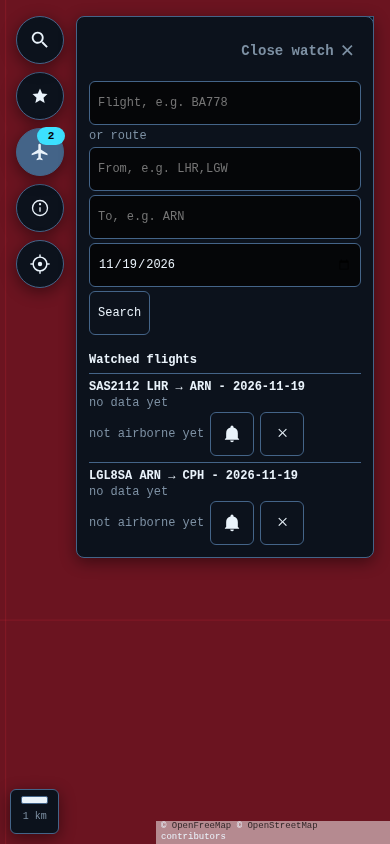 Close watch ×
2
Flight, e.g. BA778
or route
From, e.g. LHR,LGW
To, e.g. ARN
11/19/2026
Search
Watched flights
SAS2112 LHR → ARN - 2026-11-19
no data yet
not airborne yet ×
LGL8SA ARN → CPH - 2026-11-19
no data yet
not airborne yet ×
1 km
© OpenFreeMap © OpenStreetMap
contributors